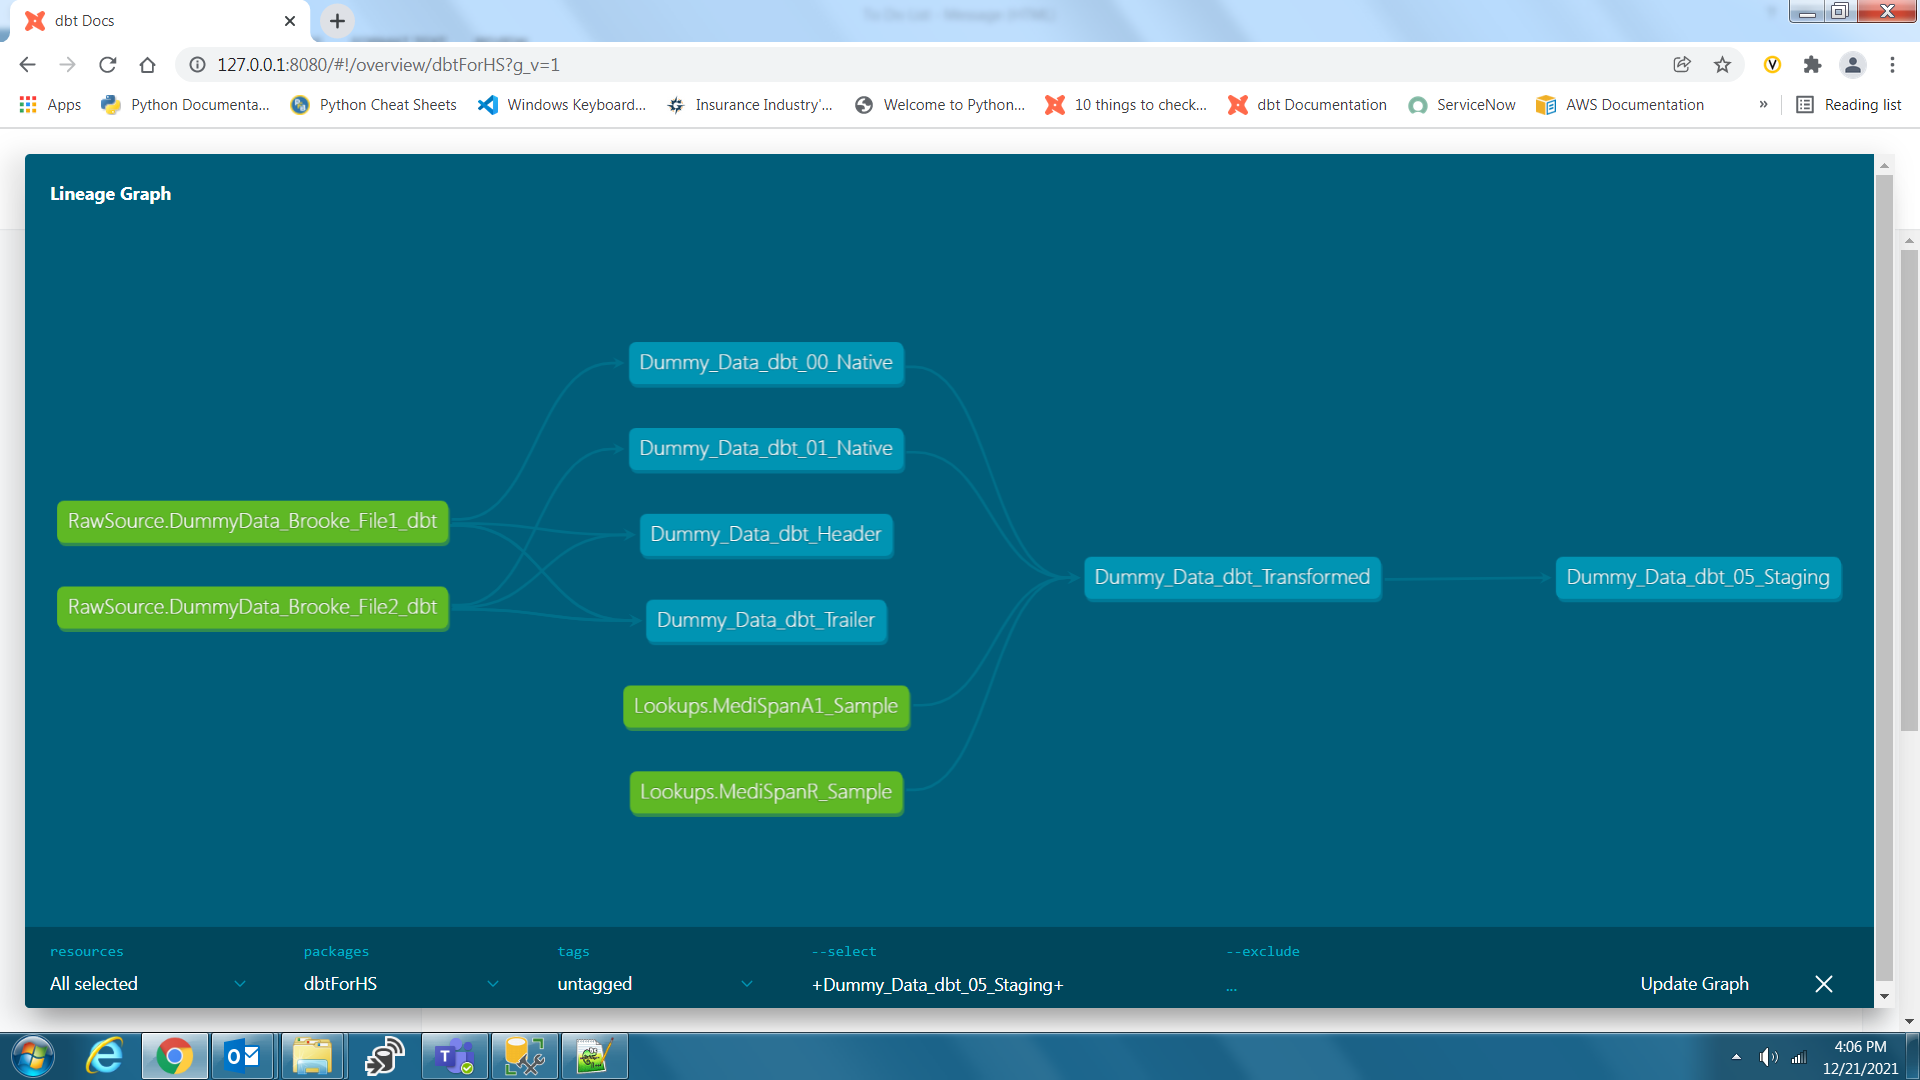 dbt Docs
127.0.0.1:8080/#!/overview/dbtForHS?g_v=1
Apps
Python Documenta...
Python Cheat Sheets
Windows Keyboard...
Insurance Industry'...
Welcome to Python...
10 things to check...
dbt Documentation
ServiceNow
AWS Documentation
»
Reading list
Lineage Graph
Dummy_Data_dbt_00_Native
Dummy_Data_dbt_01_Native
RawSource.DummyData_Brooke_File1_dbt
Dummy_Data_dbt_Header
Dummy_Data_dbt_Transformed
Dummy_Data_dbt_05_Staging
RawSource.DummyData_Brooke_File2_dbt
Dummy_Data_dbt_Trailer
Lookups.MediSpanA1_Sample
Lookups.MediSpanR_Sample
resources
packages
tags
--select
--exclude
All selected
dbtForHS
untagged
+Dummy_Data_dbt_05_Staging+
...
Update Graph
4:06 PM
12/21/2021